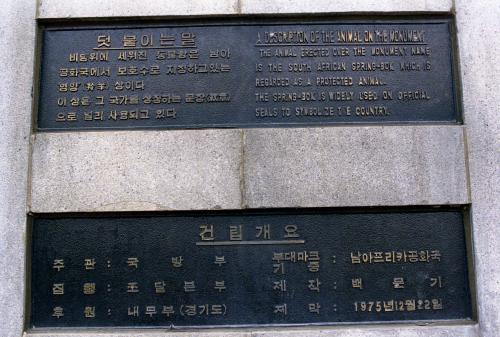 덧 붙이는말
비 등위에 세워진 동물상은 남아
공화국에서 보호수로 지정하고있는
영양(羚羊)상이다
이 상은 그 국가를 상징하는 문장(紋章)
으로 널리 사용되고 있다
A DISCRIPTION OF THE ANIMAL ON THE MONUMENT
THE ANIMAL ERECTED OVER THE MONUMENT NAME
IS THE SOUTH AFRICAN SPRING-BOK WHICH IS
REGARDED AS A PROTECTED ANIMAL.
THE SPRING-BOK IS WIDELY USED ON OFFICIAL
SEALS TO SYMBOLIZE THE COUNTRY.
건립개요
주 관 : 국 방 부
집 행 : 조 달 본 부
후 원 : 내 무 부 (경기도)
부대마크
기 증 : 남아프리카공화국
제 작 : 백 문 기
제 막 : 1975년12월22일